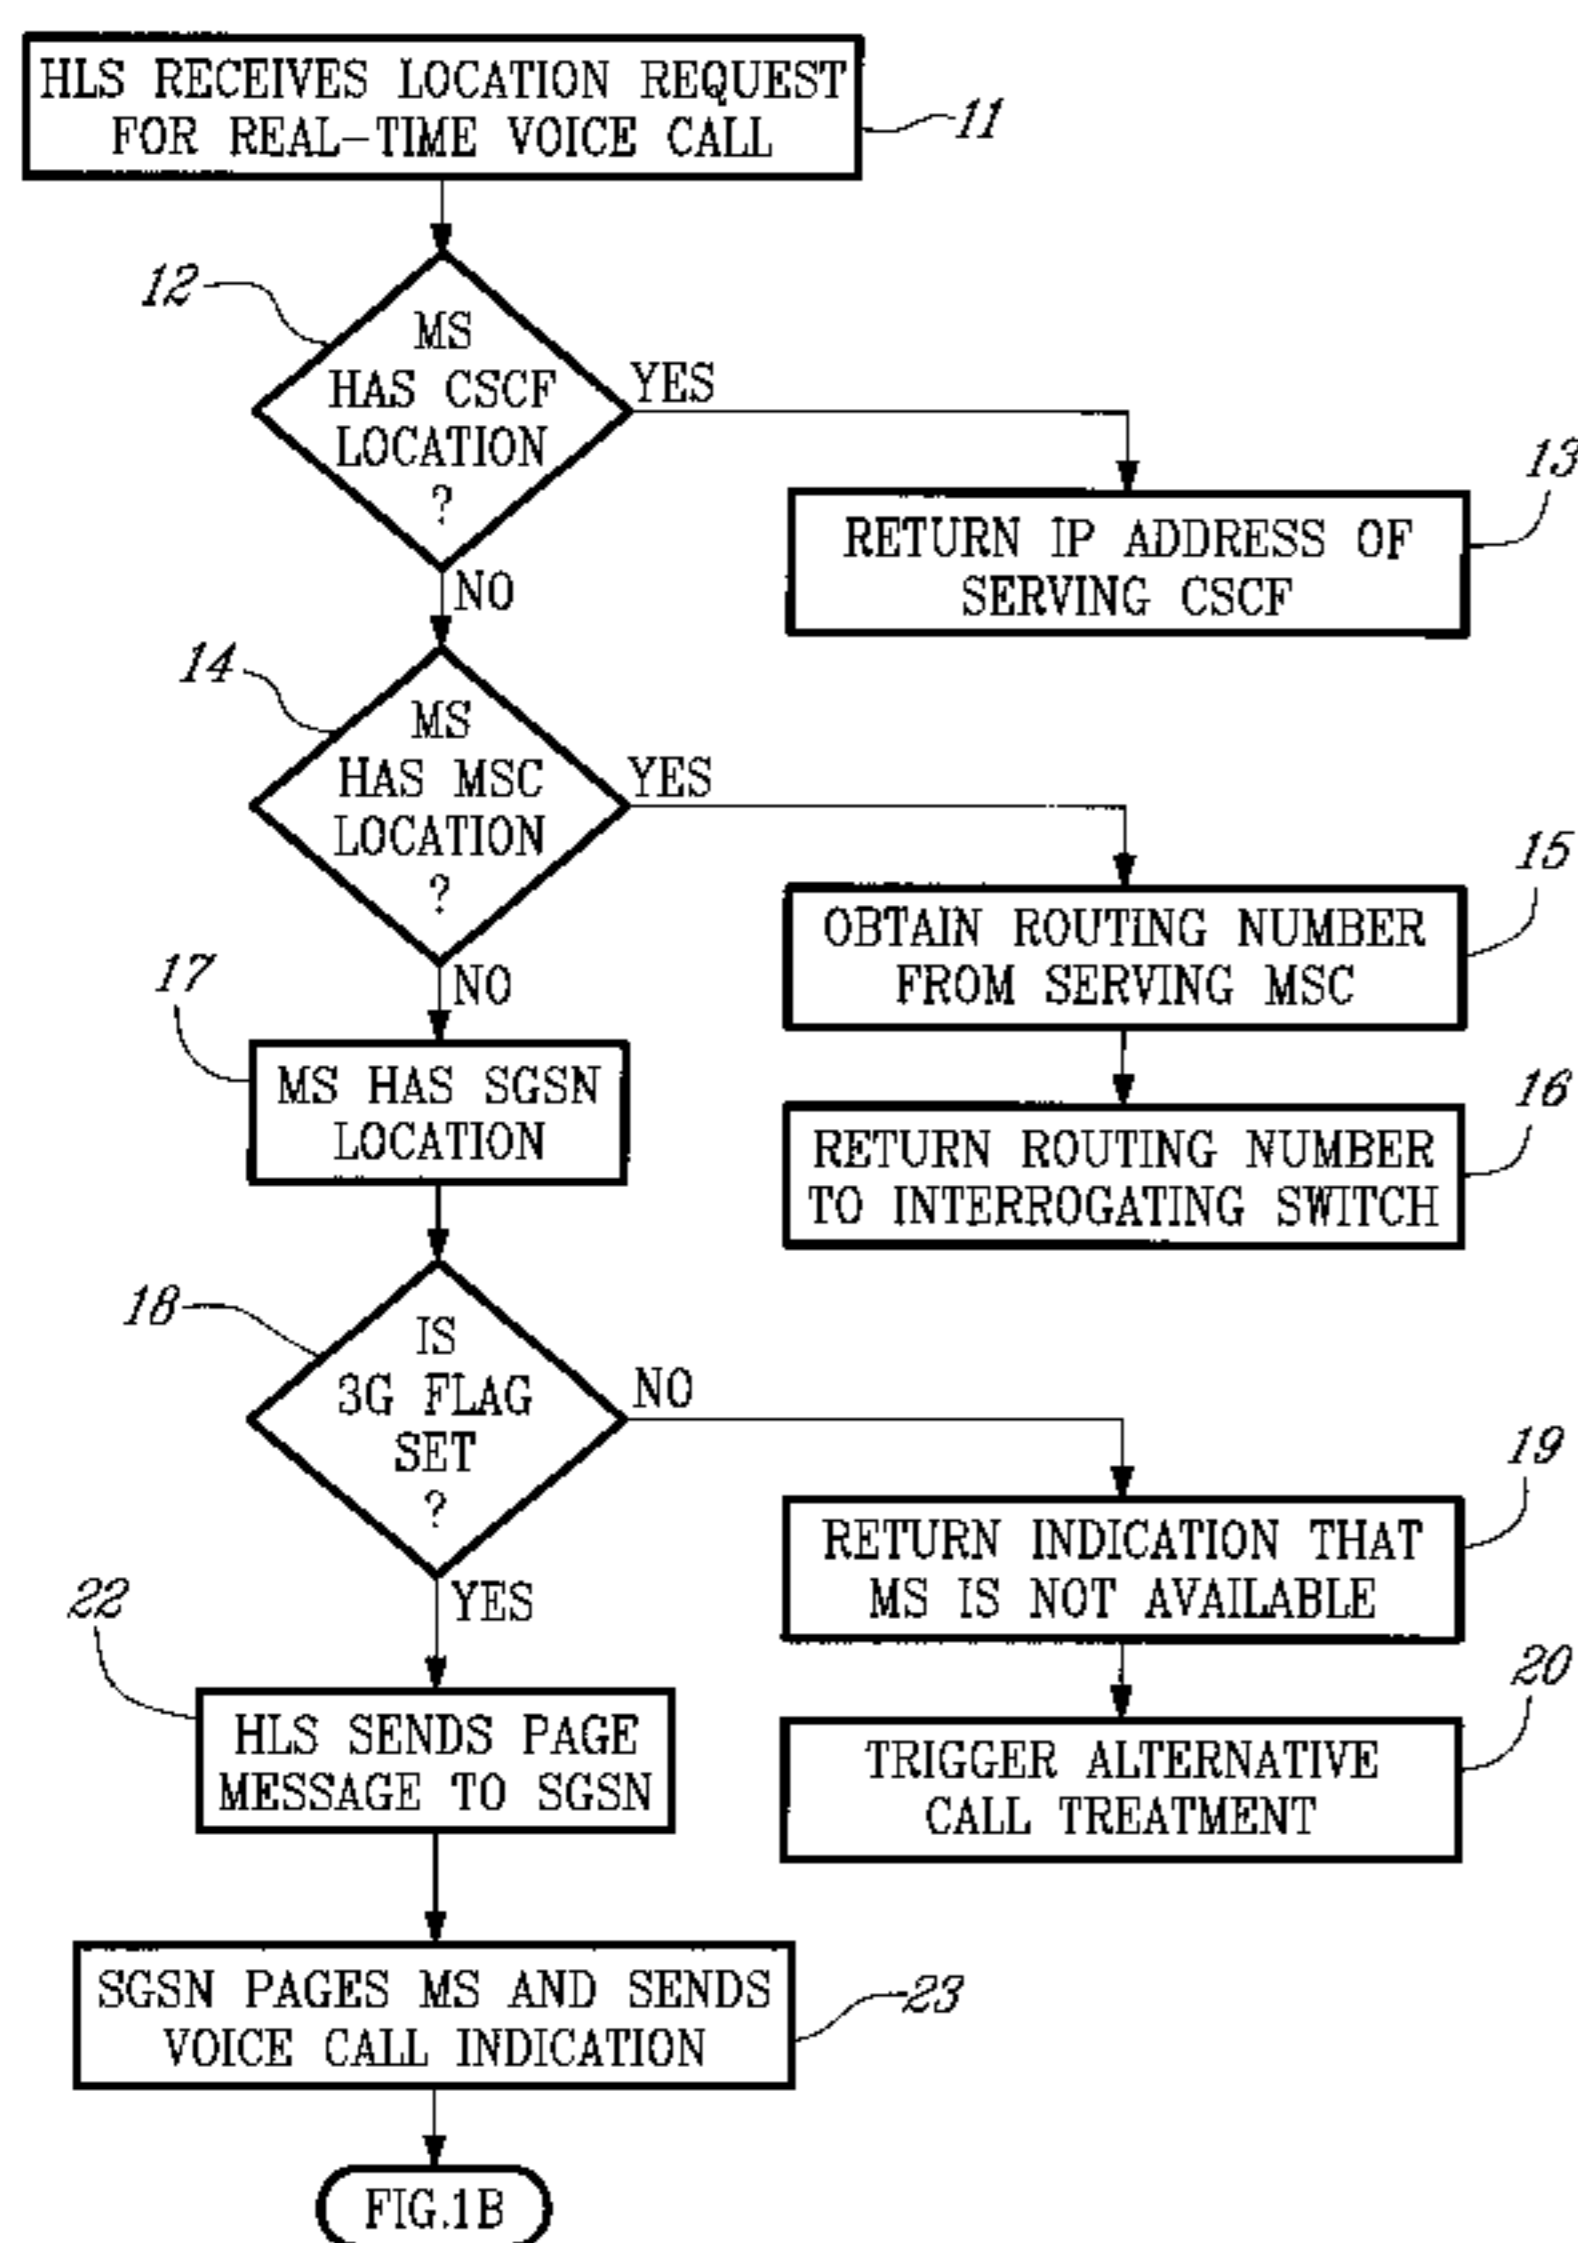 HLS RECEIVES LOCATION REQUEST
FOR REAL-TIME VOICE CALL
11
12
MS
HAS CSCF
LOCATION
?
YES
NO
13
RETURN IP ADDRESS OF
SERVING CSCF
14
MS
HAS MSC
LOCATION
?
YES
NO
15
OBTAIN ROUTING NUMBER
FROM SERVING MSC
16
RETURN ROUTING NUMBER
TO INTERROGATING SWITCH
17
MS HAS SGSN
LOCATION
18
IS
3G FLAG
SET
?
NO
YES
19
RETURN INDICATION THAT
MS IS NOT AVAILABLE
20
TRIGGER ALTERNATIVE
CALL TREATMENT
22
HLS SENDS PAGE
MESSAGE TO SGSN
SGSN PAGES MS AND SENDS
VOICE CALL INDICATION
23
FIG.1B